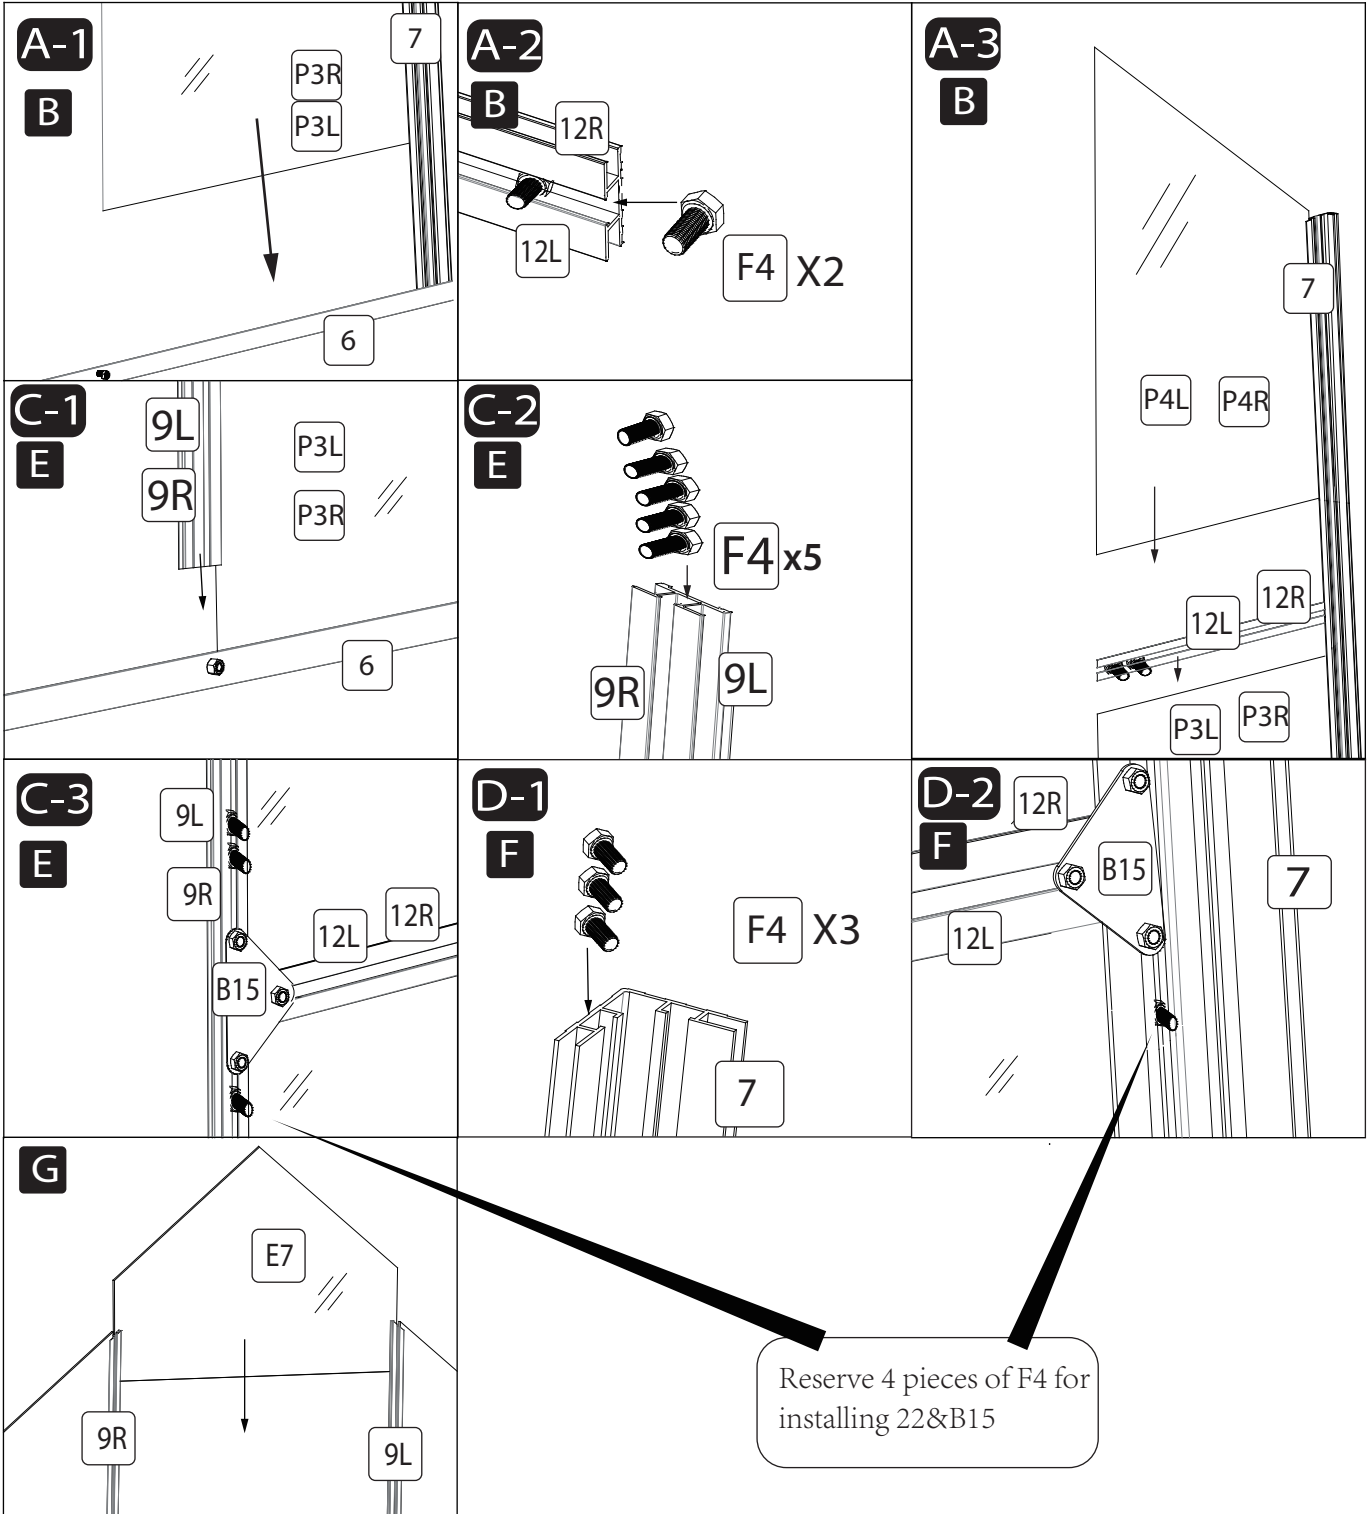 A-1
B
P3R
P3L
7
6
A-2
B
12R
12L
F4 X2
A-3
B
7
P4L P4R
12R
12L
P3L P3R
C-1
E
9L
9R
P3L
P3R
6
C-2
E
F4 x5
9R 9L
C-3
E
9L
9R
12R
12L
B15
D-1
F
F4 X3
7
D-2
F
12R
B15
7
12L
G
E7
9R
9L
Reserve 4 pieces of F4 for
installing 22&B15